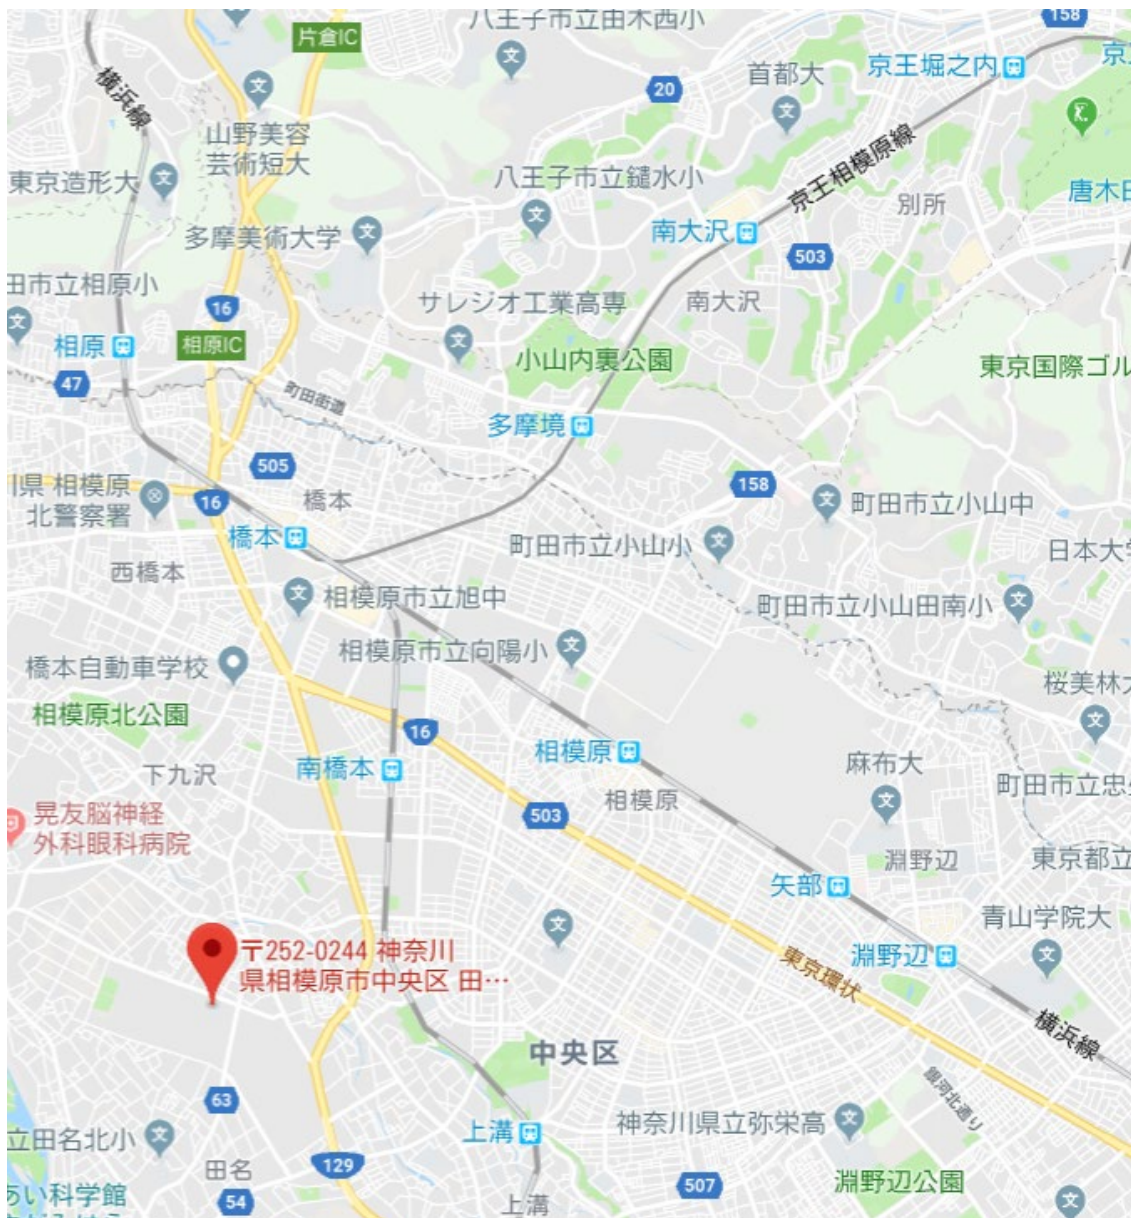 八王子市立由木西小
158
片倉IC
京王堀之内
横浜線
20
首都大
山野美容
芸術短大
京王相模原線
東京造形大
八王子市立鑓水小
唐木田
別所
多摩美術大学
南大沢
503
田市立相原小
16
サレジオ工業高専
南大沢
相原
相原IC
小山内裏公園
東京国際ゴル
47
町田街道
多摩境
505
川県 相模原
北警察署
16
橋本
158
町田市立小山中
橋本
町田市立小山小
日本大学
西橋本
相模原市立旭中
町田市立小山田南小
相模原市立向陽小
橋本自動車学校
桜美林大
相模原北公園
16
相模原
麻布大
南橋本
下九沢
町田市立忠生
相模原
503
晃友脳神経
外科眼科病院
淵野辺
東京都立
矢部
青山学院大
〒252-0244 神奈川
県相模原市中央区 田…
淵野辺
東京環状
横浜線
中央区
63
銀河北通り
立田名北小
上溝
神奈川県立弥栄高
129
田名
507
淵野辺公園
あい科学館
54
上溝